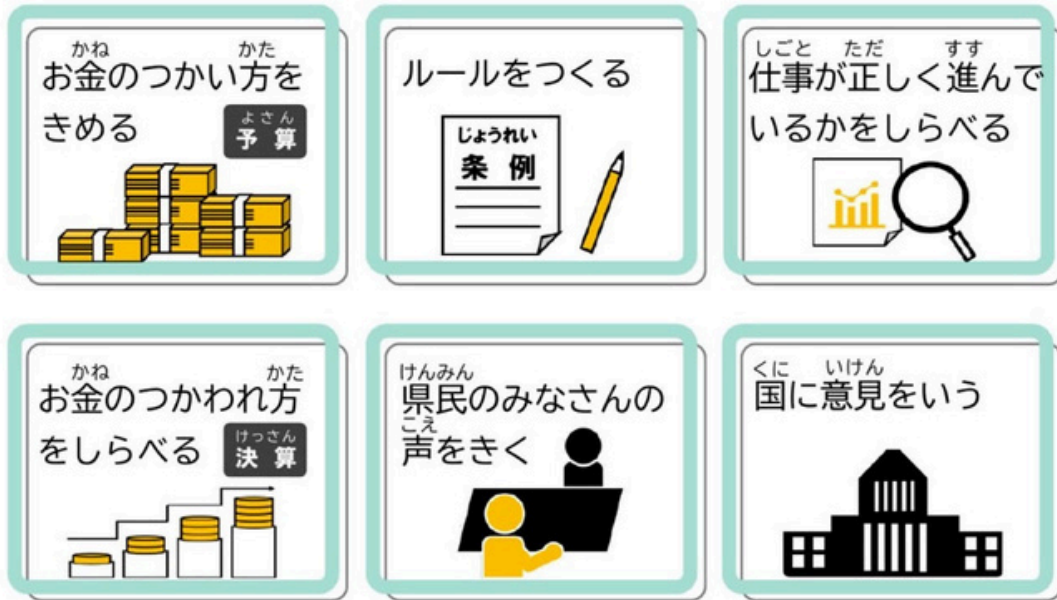 かね かた
お金のつかい方を
きめる
よさん
予算
ルールをつくる
じょうれい
条例
しごと ただ すす
仕事が正しく進んで
いるかをしらべる
かね かた
お金のつかわれ方
をしらべる
けっさん
決算
けんみん
県民のみなさんの
こえ
声をきく
くに いけん
国に意見をいう